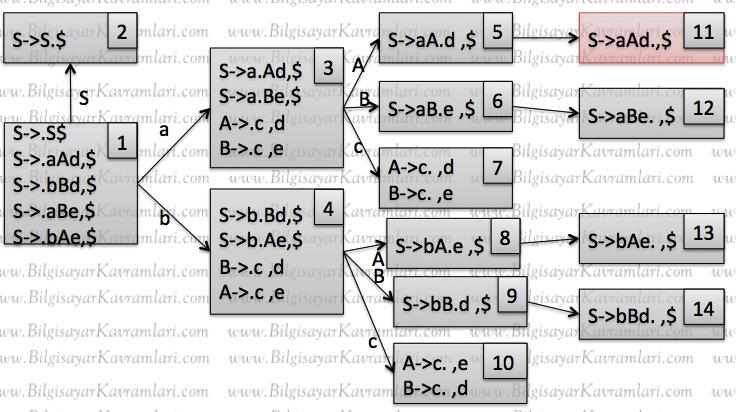 S->S.$ 2
S
S->.S$ 1
S->.aAd,$
S->.bBd,$
S->.aBe,$
S->.bAe,$
a
b
S->a.Ad,$ 3
S->a.Be,$
A->.c ,d
B->.c ,e
S->b.Bd,$ 4
S->b.Ae,$
B->.c ,d
A->.c ,e
A
B
c
S->aA.d ,$ 5
S->aB.e ,$ 6
A->c. ,d 7
B->c. ,e
A
B
c
S->bA.e ,$ 8
S->bB.d ,$ 9
A->c. ,e 10
B->c. ,d
S->aAd.,$ 11
S->aBe. ,$ 12
S->bAe. ,$ 13
S->bBd. ,$ 14
www.BilgisayarKavramlari.com